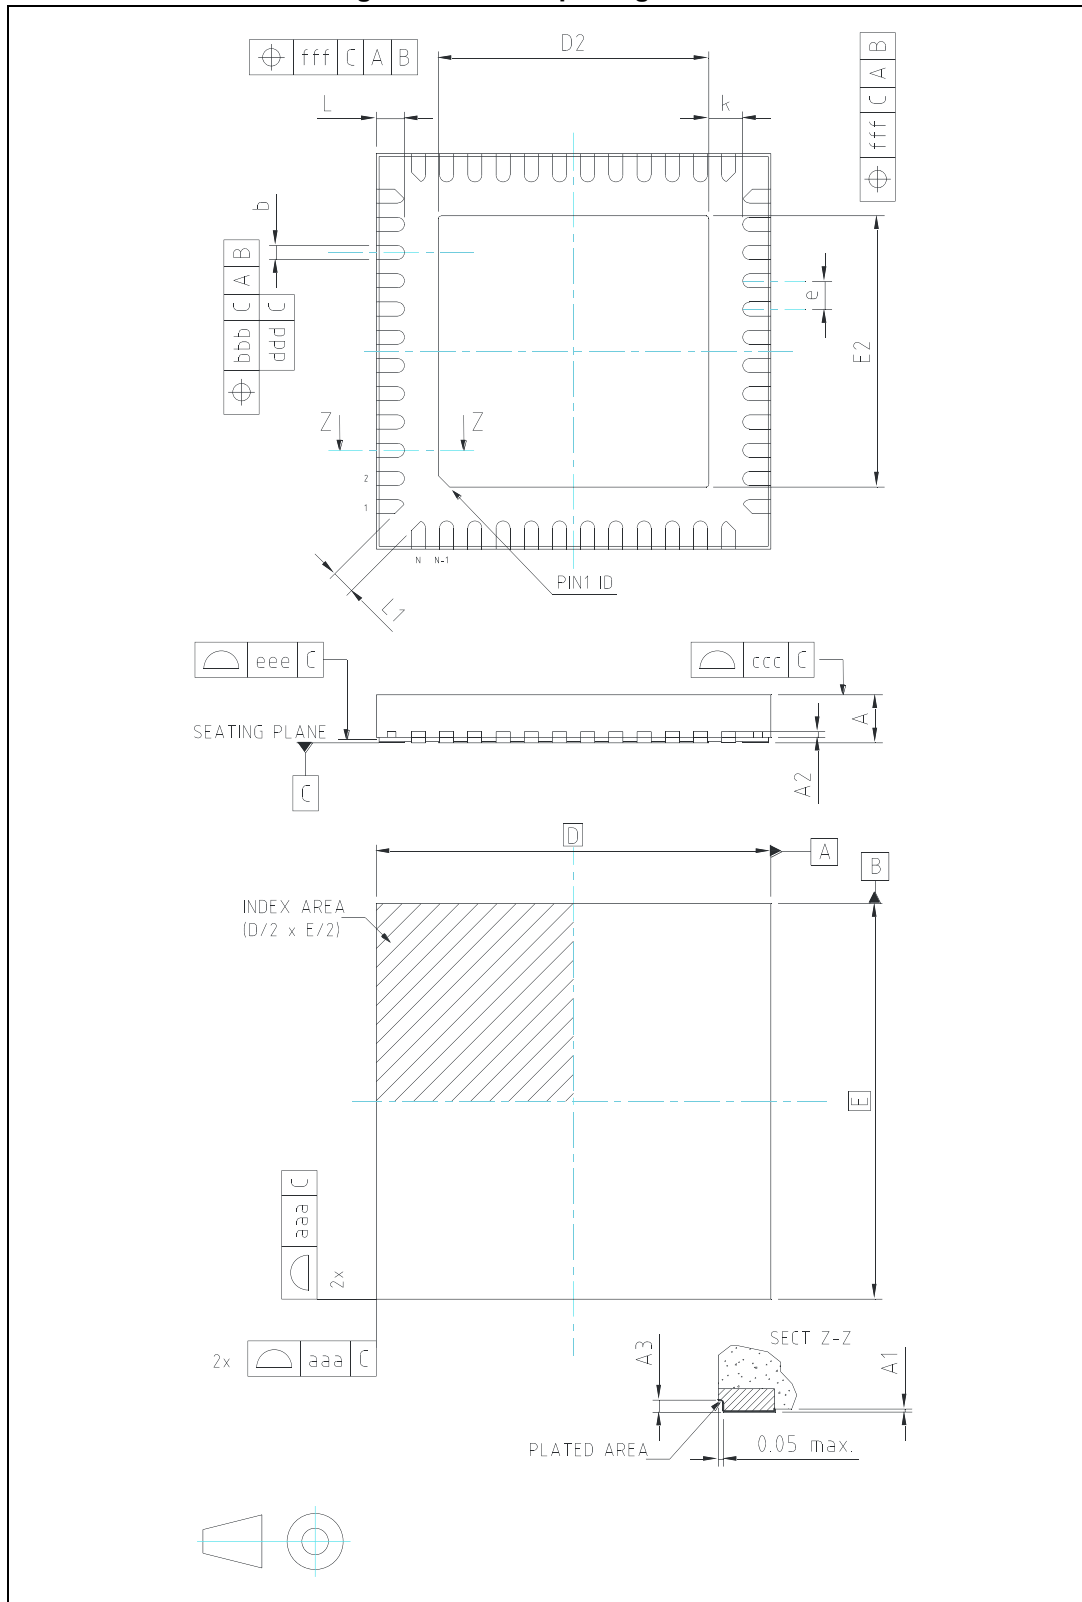 D2
fff C A B
fff C A B
L
k
b
bbb C A B
ddd C
e
E2
Z
Z
2
1
N
N-1
L1
PIN1 ID
eee C
ccc C
SEATING PLANE
A
A2
C
D
A
B
INDEX AREA
(D/2 x E/2)
E
aaa C
2x
2x
aaa C
SECT Z-Z
A3
A1
PLATED AREA
0.05 max.